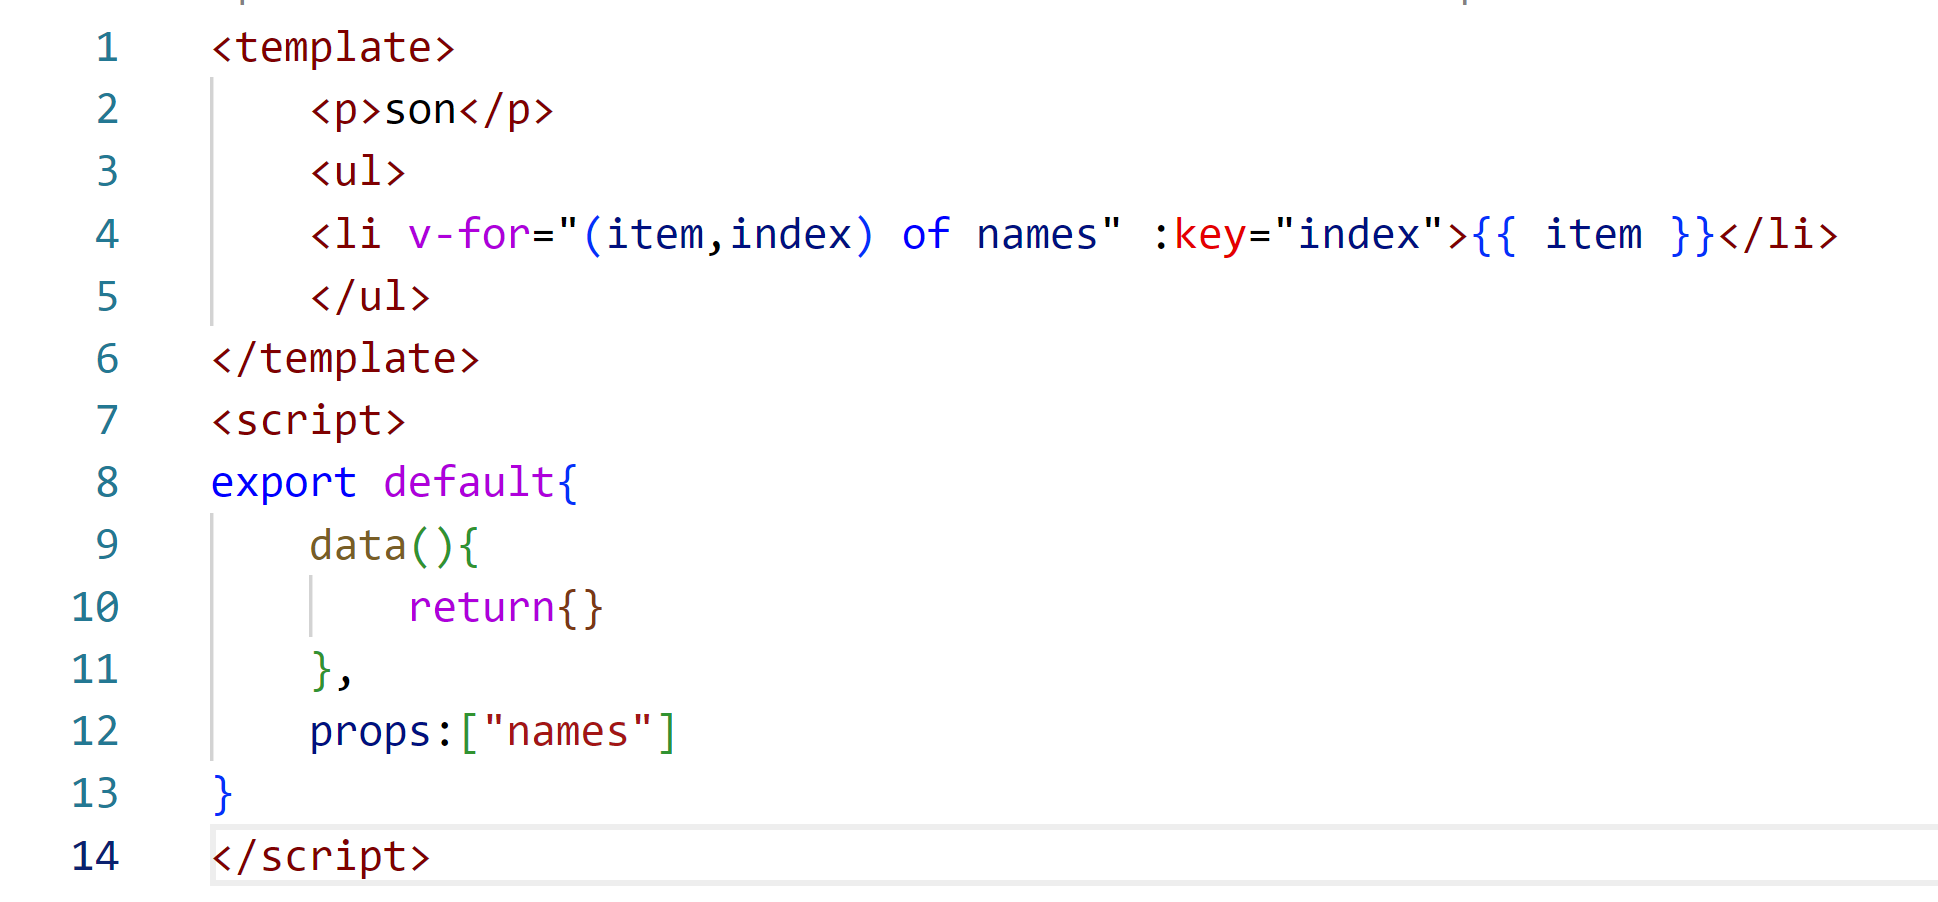 1 <template>
2     <p>son</p>
3     <ul>
4     <li v-for="(item,index) of names" :key="index">{{ item }}</li>
5     </ul>
6 </template>
7 <script>
8 export default{
9     data(){
10         return{}
11     },
12     props:["names"]
13 }
14 </script>